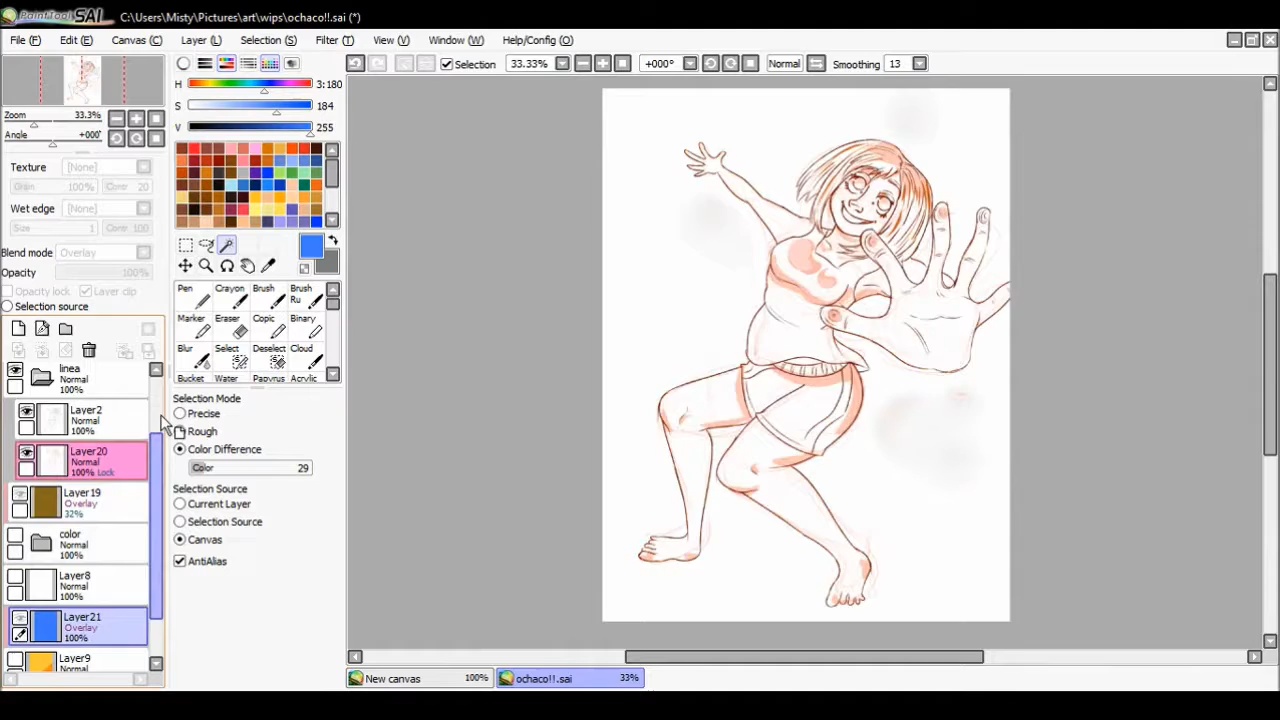 PaintTool SAI C:\Users\Misty\Pictures\art\wips\ochaco!!.sai (*)
File (F) Edit (E) Canvas (C) Layer (L) Selection (S) Filter (T) View (V) Window (W) Help/Config (O)
Selection 33.33% +000° Normal Smoothing 13
H 3:180
S 184
V 255
Zoom 33.3%
Angle +000°
Texture [None]
Grain 100% Contr 20
Wet edge [None]
Size 1 Contr 100
Blend mode Overlay
Opacity 100%
Opacity lock Layer clip
Selection source
linea
Normal
100%
Layer2
Normal
100%
Layer20
Normal
100% Lock
Layer19
Overlay
32%
color
Normal
100%
Layer8
Normal
100%
Layer21
Overlay
100%
Layer9
Normal
Pen Crayon Brush Brush Ru
Marker Eraser Copic Binary
Blur Select Deselect Cloud
Bucket Water Papyrus Acrylic
Selection Mode
Precise
Rough
Color Difference
Color 29
Selection Source
Current Layer
Selection Source
Canvas
AntiAlias
New canvas 100% ochaco!!.sai 33%